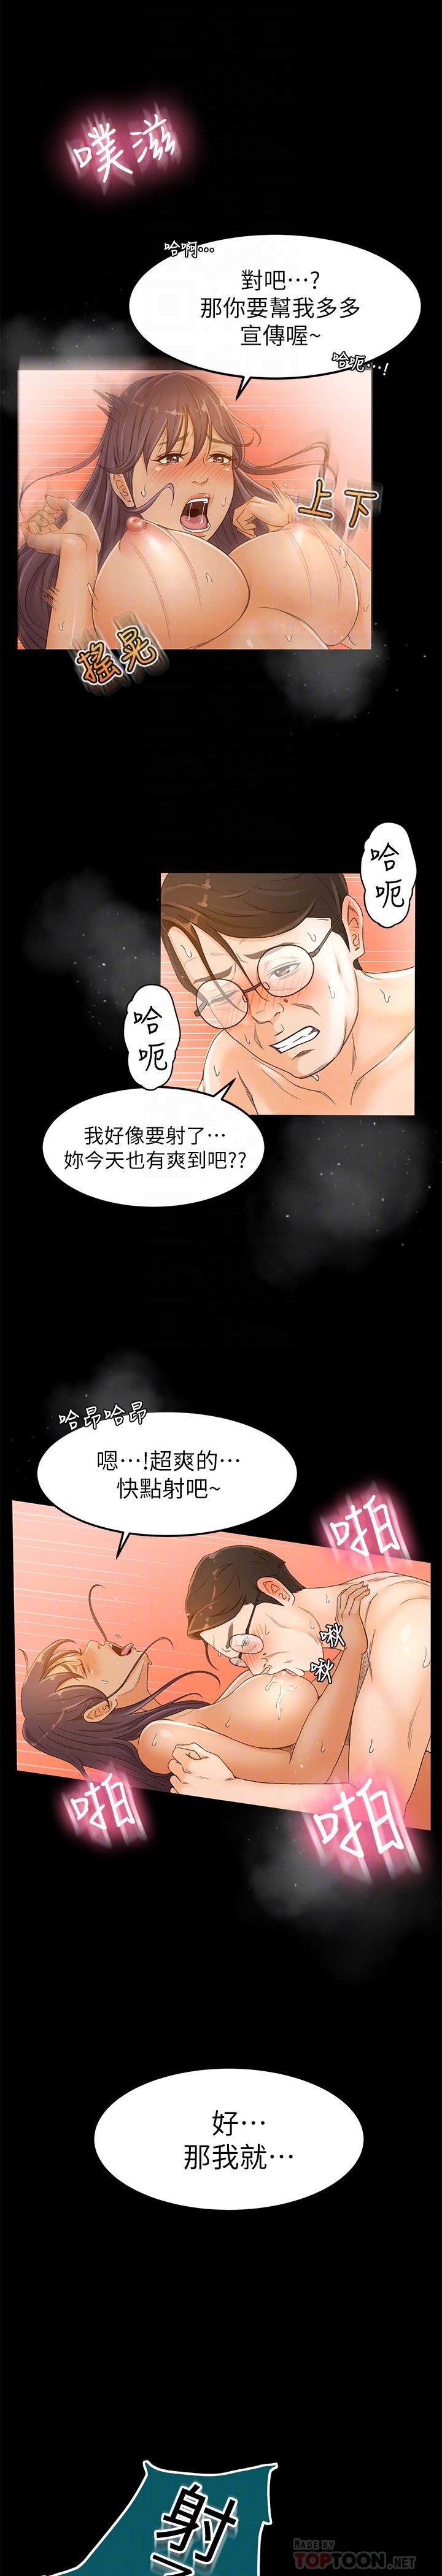 噗滋
哈啊…
對吧…?
那你要幫我多多
宣傳喔~
哈呃…!
上下
搖晃
哈呃
哈呃
我好像要射了…
妳今天也有爽到吧??
哈昂哈昂
嗯…!超爽的…
快點射吧~
啪
啾
啾
啪
啪
好…
那我就…
射
MADE BY
TOPTOON.NET